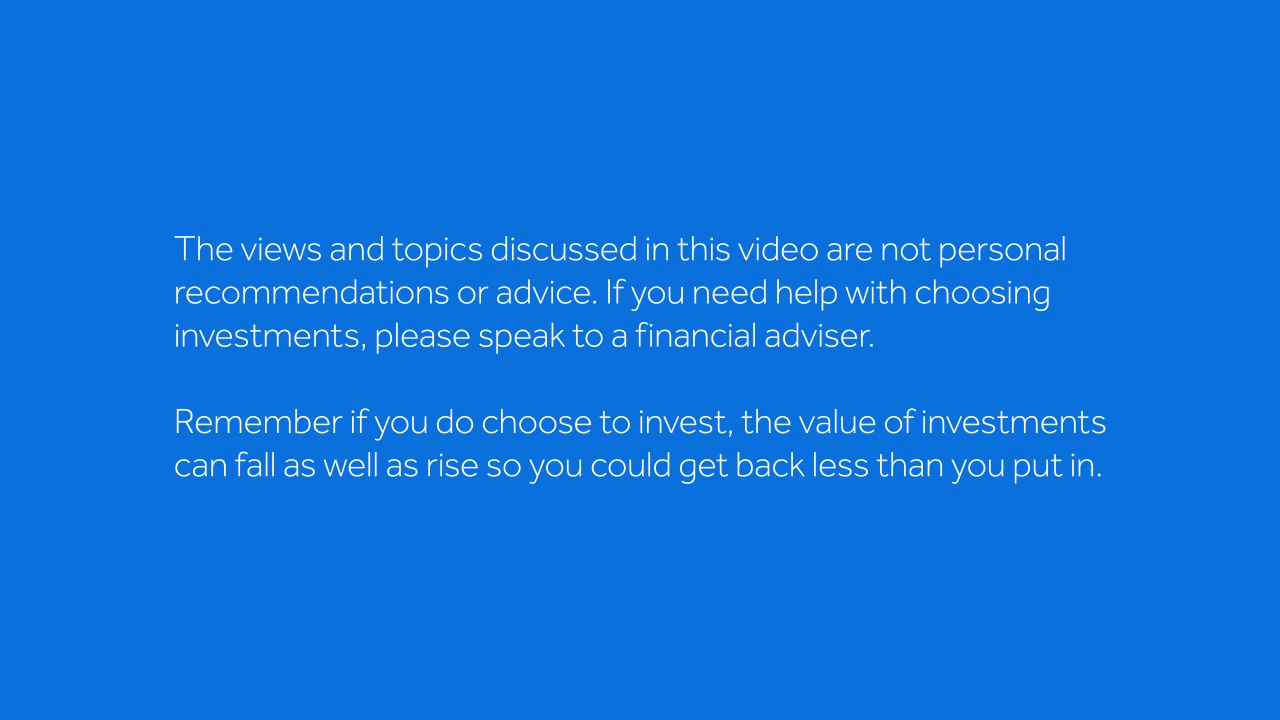 The views and topics discussed in this video are not personal
recommendations or advice. If you need help with choosing
investments, please speak to a financial adviser.
Remember if you do choose to invest, the value of investments
can fall as well as rise so you could get back less than you put in.